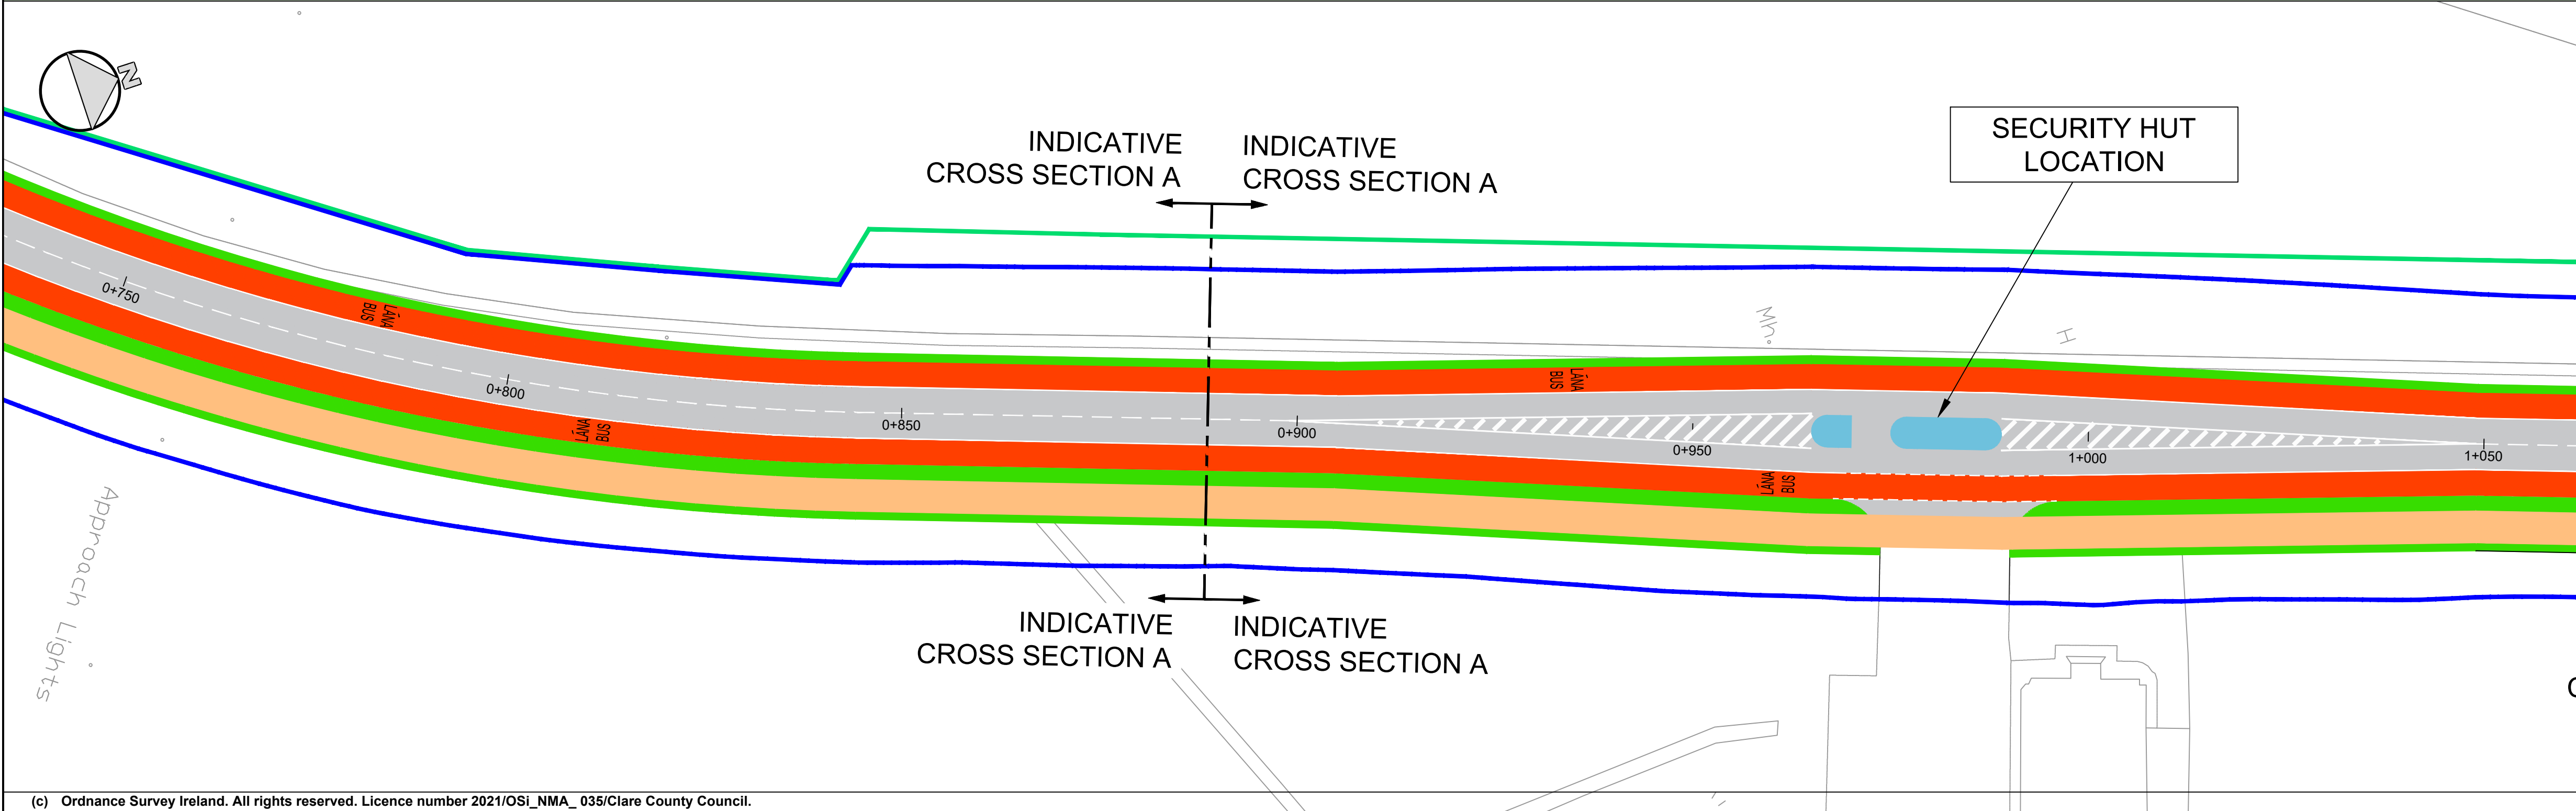 N
INDICATIVE
CROSS SECTION A
INDICATIVE
CROSS SECTION A
SECURITY HUT
LOCATION
0+750
LÁNA
BUS
0+800
LÁNA
BUS
0+850
0+900
LÁNA
BUS
0+950
LÁNA
BUS
Mh.
H
1+000
1+050
Approach Lights
INDICATIVE
CROSS SECTION A
INDICATIVE
CROSS SECTION A
(c) Ordnance Survey Ireland. All rights reserved. Licence number 2021/OSi_NMA_ 035/Clare County Council.